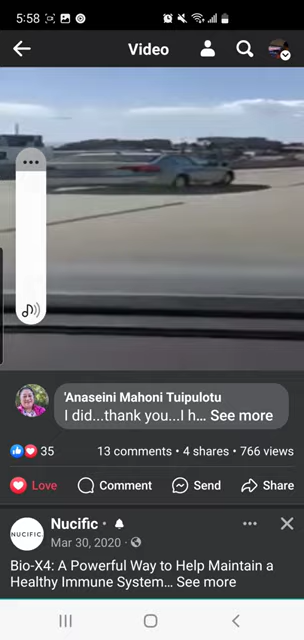 5:58
Video
'Anaseini Mahoni Tuipulotu
I did...thank you...I h... See more
35
13 comments • 4 shares • 766 views
Love
Comment
Send
Share
NUCIFIC
Nucific •
Mar 30, 2020 •
Bio-X4: A Powerful Way to Help Maintain a
Healthy Immune System... See more